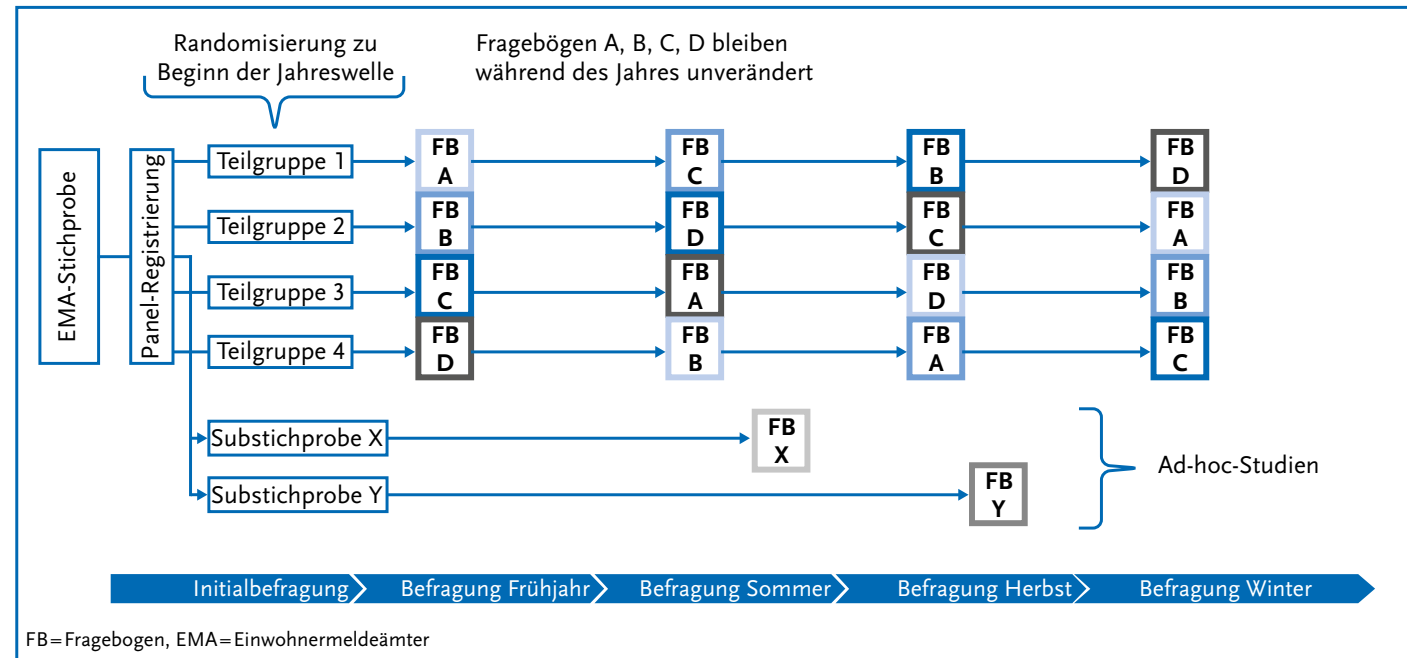 Randomisierung zu
Beginn der Jahreswelle
Fragebögen A, B, C, D bleiben
während des Jahres unverändert
EMA-Stichprobe
Panel-Registrierung
Teilgruppe 1
FB
A
FB
C
FB
B
FB
D
Teilgruppe 2
FB
B
FB
D
FB
C
FB
A
Teilgruppe 3
FB
C
FB
A
FB
D
FB
B
Teilgruppe 4
FB
D
FB
B
FB
A
FB
C
Substichprobe X
FB
X
Substichprobe Y
FB
Y
Ad-hoc-Studien
Initialbefragung
Befragung Frühjahr
Befragung Sommer
Befragung Herbst
Befragung Winter
FB=Fragebogen, EMA=Einwohnermeldeämter